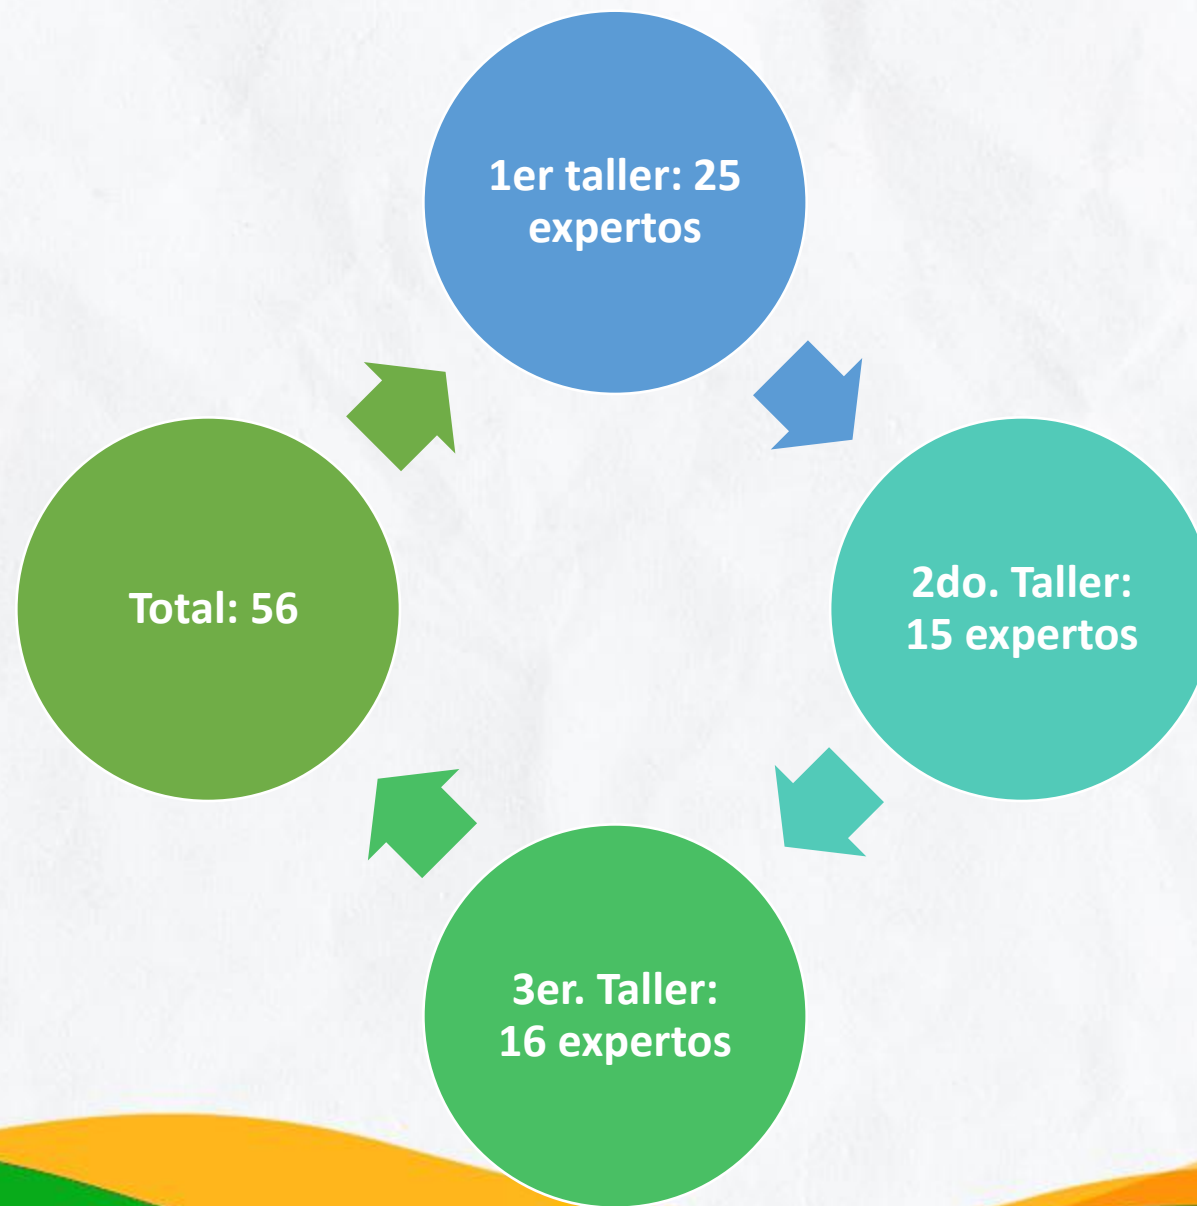 1er taller: 25
expertos
2do. Taller:
15 expertos
3er. Taller:
16 expertos
Total: 56